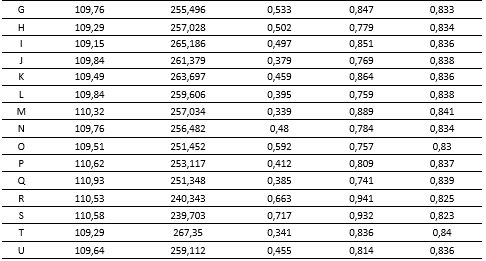 G 109,76 255,496 0,533 0,847 0,833
H 109,29 257,028 0,502 0,779 0,834
I 109,15 265,186 0,497 0,851 0,836
J 109,84 261,379 0,379 0,769 0,838
K 109,49 263,697 0,459 0,864 0,836
L 109,84 259,606 0,395 0,759 0,838
M 110,32 257,034 0,339 0,889 0,841
N 109,76 256,482 0,48 0,784 0,834
O 109,51 251,452 0,592 0,757 0,83
P 110,62 253,117 0,412 0,809 0,837
Q 110,93 251,348 0,385 0,741 0,839
R 110,53 240,343 0,663 0,941 0,825
S 110,58 239,703 0,717 0,932 0,823
T 109,29 267,35 0,341 0,836 0,84
U 109,64 259,112 0,455 0,814 0,836